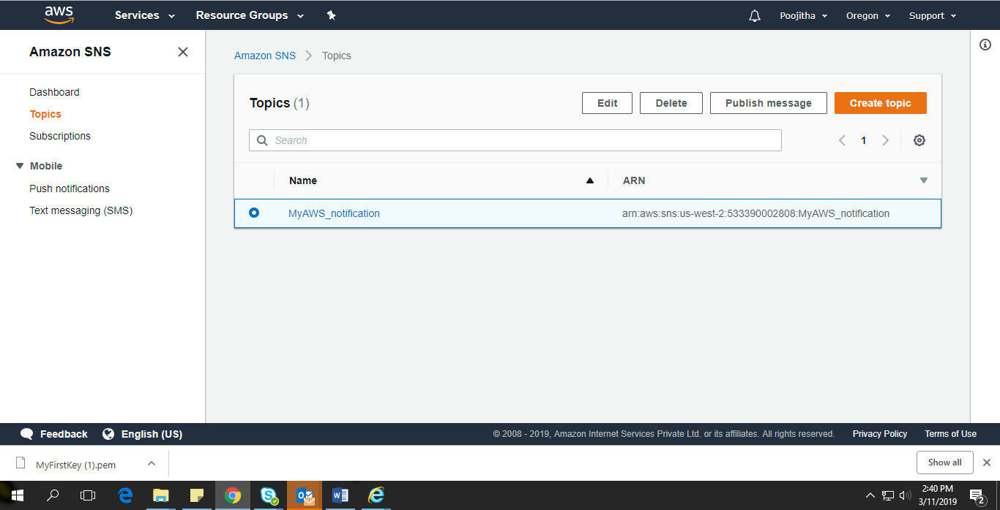 aws
Services
Resource Groups
Poojitha
Oregon
Support
Amazon SNS
Dashboard
Topics
Subscriptions
Mobile
Push notifications
Text messaging (SMS)
Amazon SNS
Topics
Topics (1)
Edit
Delete
Publish message
Create topic
Search
1
Name
ARN
MyAWS_notification
arn:aws:sns:us-west-2:533390002808:MyAWS_notification
Feedback
English (US)
© 2008 - 2019, Amazon Internet Services Private Ltd. or its affiliates. All rights reserved.
Privacy Policy
Terms of Use
MyFirstKey (1).pem
Show all
2:40 PM
3/11/2019
2